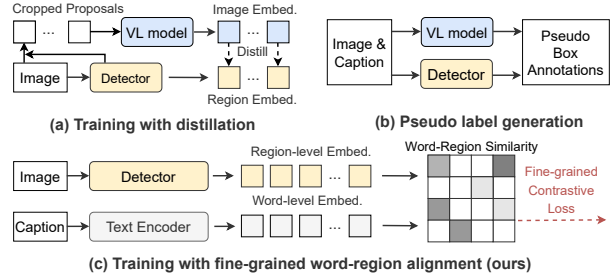 Cropped Proposals
...
VL model
Image Embed.
...
Distill
Image
Detector
...
Region Embed.
(a) Training with distillation
Image &
Caption
VL model
Detector
Pseudo
Box
Annotations
(b) Pseudo label generation
Image
Detector
Region-level Embed.
...
Caption
Text Encoder
Word-level Embed.
...
Word-Region Similarity
Fine-grained
Contrastive
Loss
(c) Training with fine-grained word-region alignment (ours)